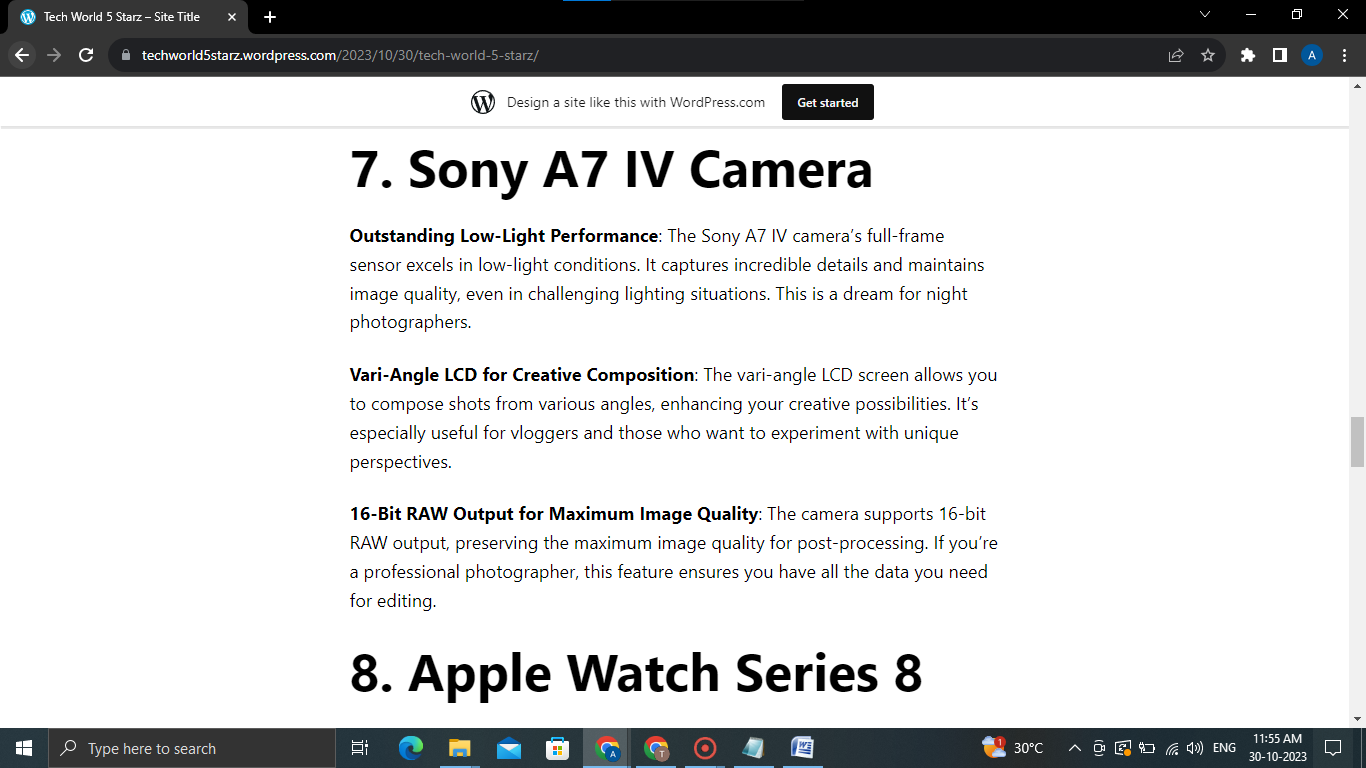 Tech World 5 Starz – Site Title
techworld5starz.wordpress.com/2023/10/30/tech-world-5-starz/
A
Design a site like this with WordPress.com
Get started
7. Sony A7 IV Camera
Outstanding Low-Light Performance: The Sony A7 IV camera’s full-frame
sensor excels in low-light conditions. It captures incredible details and maintains
image quality, even in challenging lighting situations. This is a dream for night
photographers.
Vari-Angle LCD for Creative Composition: The vari-angle LCD screen allows you
to compose shots from various angles, enhancing your creative possibilities. It’s
especially useful for vloggers and those who want to experiment with unique
perspectives.
16-Bit RAW Output for Maximum Image Quality: The camera supports 16-bit
RAW output, preserving the maximum image quality for post-processing. If you’re
a professional photographer, this feature ensures you have all the data you need
for editing.
8. Apple Watch Series 8
Type here to search
A
T
W
1
30°C
ENG
11:55 AM
30-10-2023